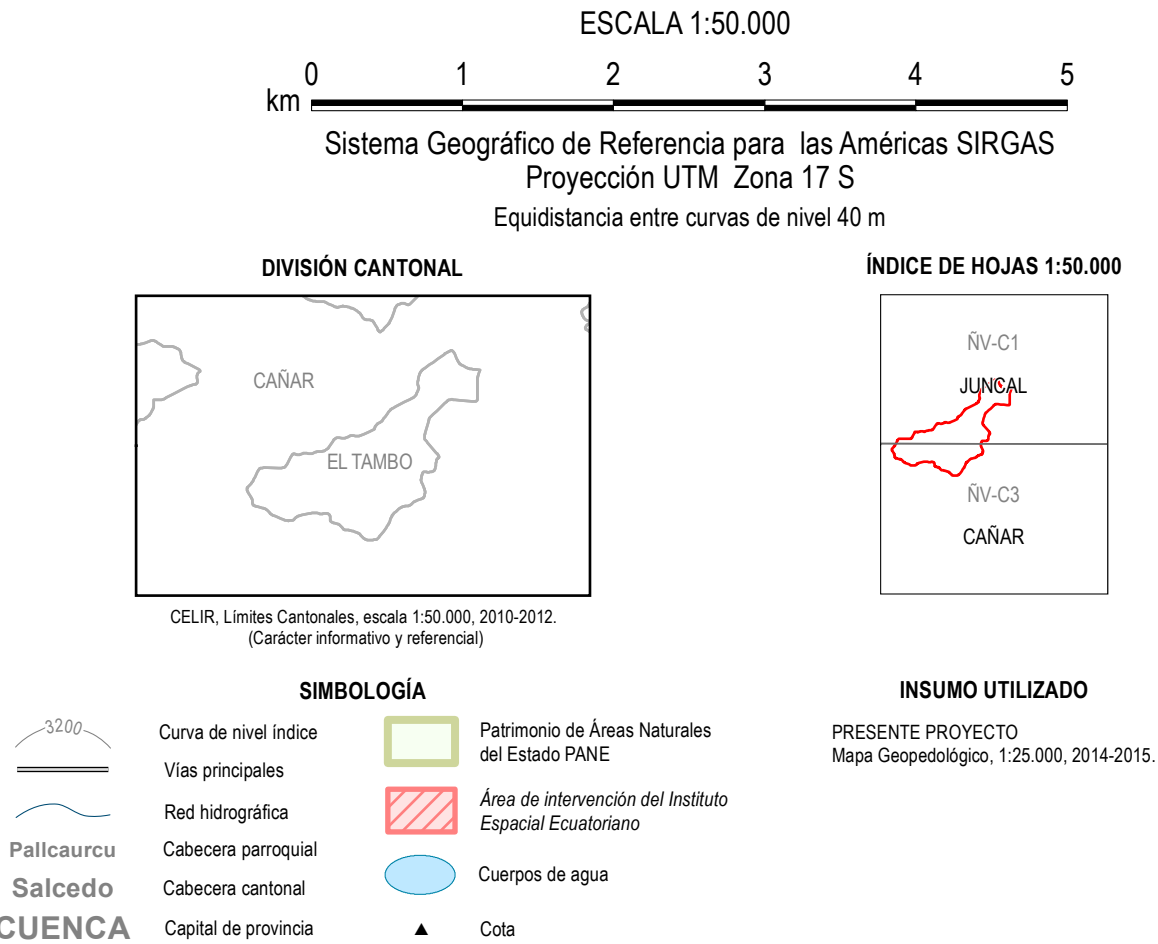 ESCALA 1:50.000
0 1 2 3 4 5
km
Sistema Geográfico de Referencia para las Américas SIRGAS
Proyección UTM Zona 17 S
Equidistancia entre curvas de nivel 40 m
DIVISIÓN CANTONAL
CAÑAR
EL TAMBO
CELIR, Límites Cantonales, escala 1:50.000, 2010-2012.
(Carácter informativo y referencial)
ÍNDICE DE HOJAS 1:50.000
ÑV-C1
JUNCAL
ÑV-C3
CAÑAR
SIMBOLOGÍA
3200 Curva de nivel índice
Vías principales
Red hidrográfica
Pallcaurcu Cabecera parroquial
Salcedo Cabecera cantonal
CUENCA Capital de provincia
Patrimonio de Áreas Naturales
del Estado PANE
Área de intervención del Instituto
Espacial Ecuatoriano
Cuerpos de agua
Cota
INSUMO UTILIZADO
PRESENTE PROYECTO
Mapa Geopedológico, 1:25.000, 2014-2015.